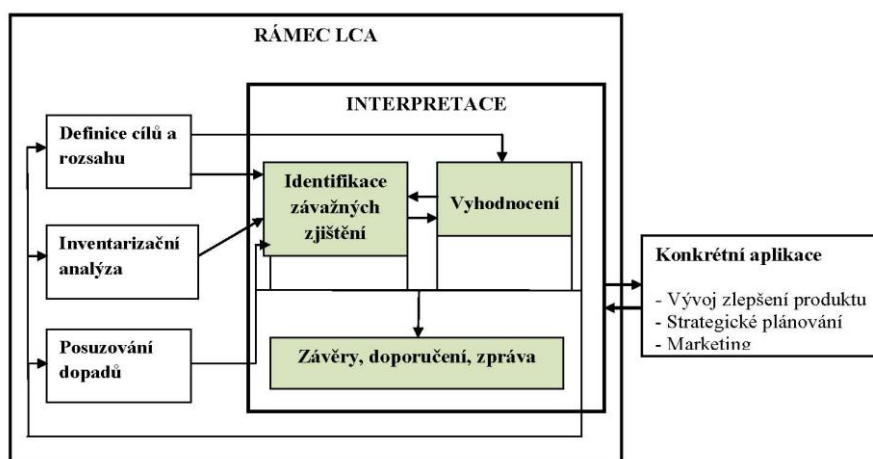 RÁMEC LCA
INTERPRETACE
Definice cílů a
rozsahu
Inventarizační
analýza
Posuzování
dopadů
Identifikace
závažných
zjištění
Vyhodnocení
Závěry, doporučení, zpráva
Konkrétní aplikace
- Vývoj zlepšení produktu
- Strategické plánování
- Marketing